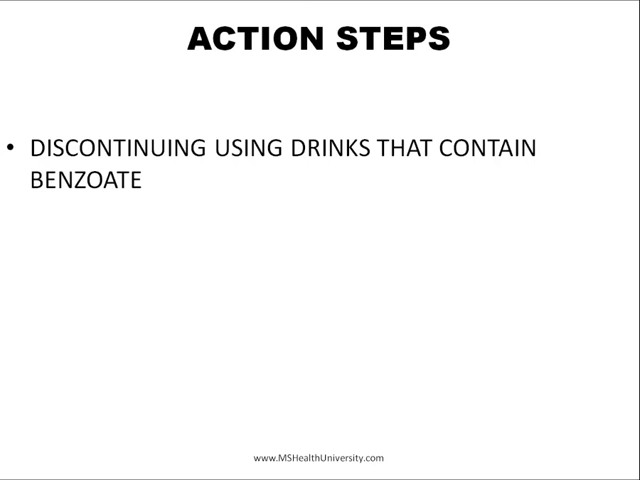 ACTION STEPS
• DISCONTINUING USING DRINKS THAT CONTAIN
BENZOATE
www.MSHealthUniversity.com